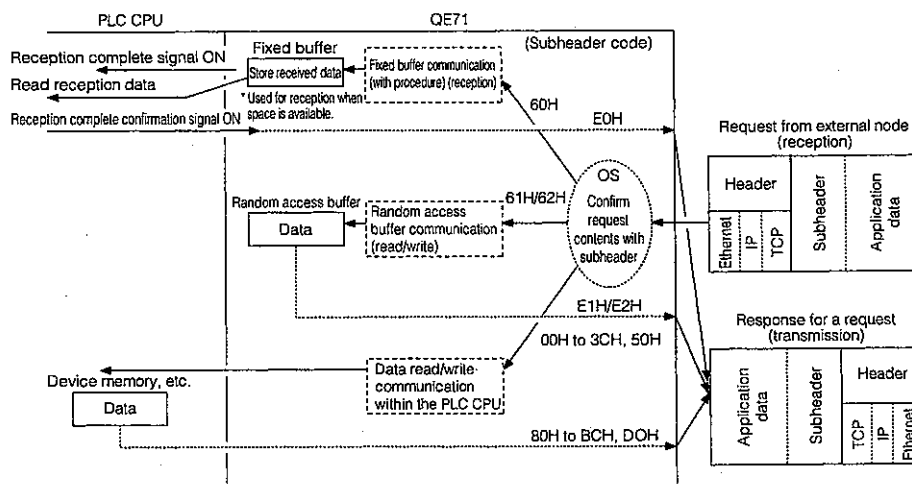 PLC CPU
QE71
(Subheader code)
Reception complete signal ON
Fixed buffer
Store received data
Fixed buffer communication
(with procedure) (reception)
Read reception data
* Used for reception when
space is available.
60H
Reception complete confirmation signal ON
E0H
Request from external node
(reception)
Header
Ethernet
IP
TCP
Subheader
Application
data
OS
Confirm
request
contents with
subheader
61H/62H
Random access buffer
Data
Random access
buffer communication
(read/write)
E1H/E2H
00H to 3CH, 50H
Response for a request
(transmission)
Application
data
Subheader
Header
TCP
IP
Ethernet
Device memory, etc.
Data
Data read/write
communication
within the PLC CPU
80H to BCH, DOH